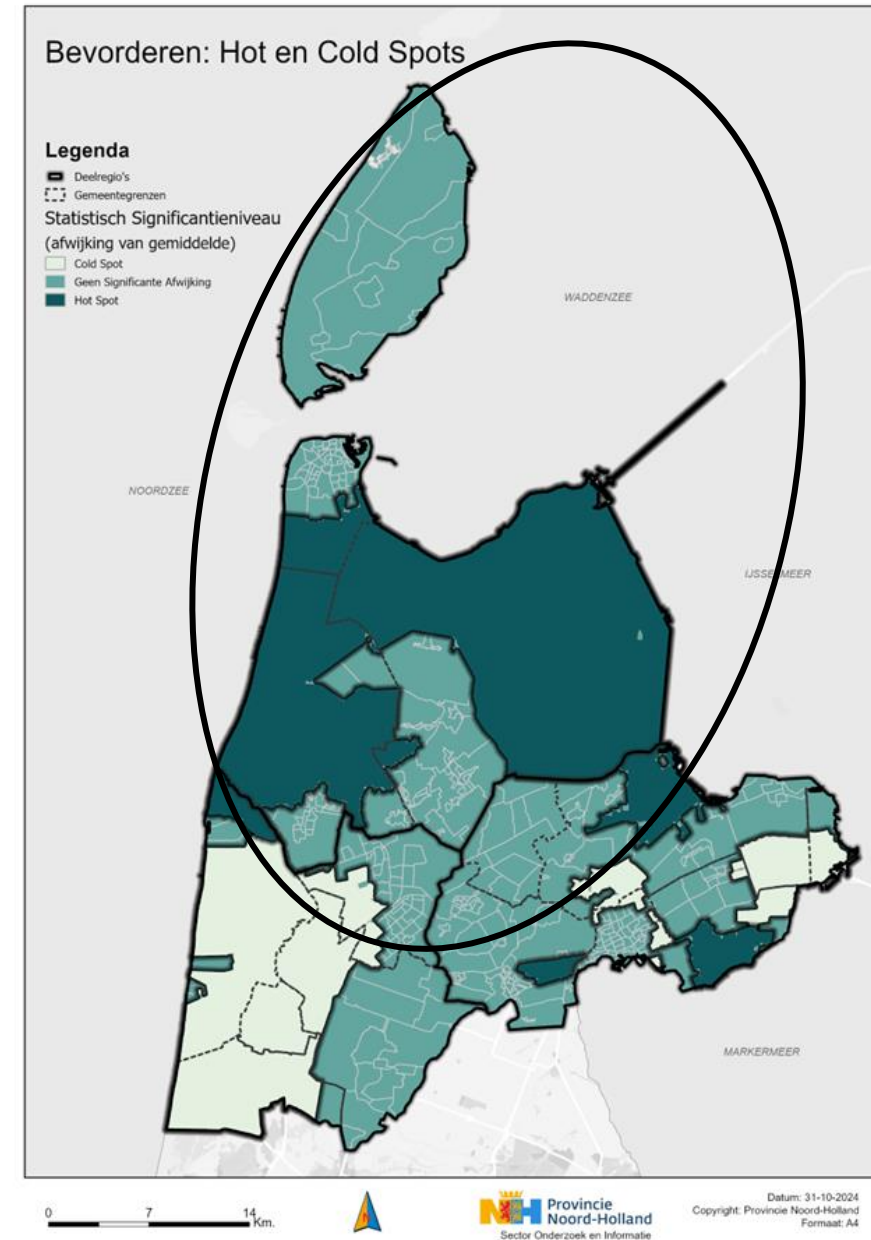 Bevorderen: Hot en Cold Spots
Legenda
Deelregio's
Gemeentegrenzen
Statistisch Significantieniveau
(afwijking van gemiddelde)
Cold Spot
Geen Significante Afwijking
Hot Spot
WADDENZEE
NOORDZEE
IJSSELMEER
MARKERMEER
0 7 14 Km.
N
NH Provincie
Noord-Holland
Sector Onderzoek en Informatie
Datum: 31-10-2024
Copyright: Provincie Noord-Holland
Formaat: A4